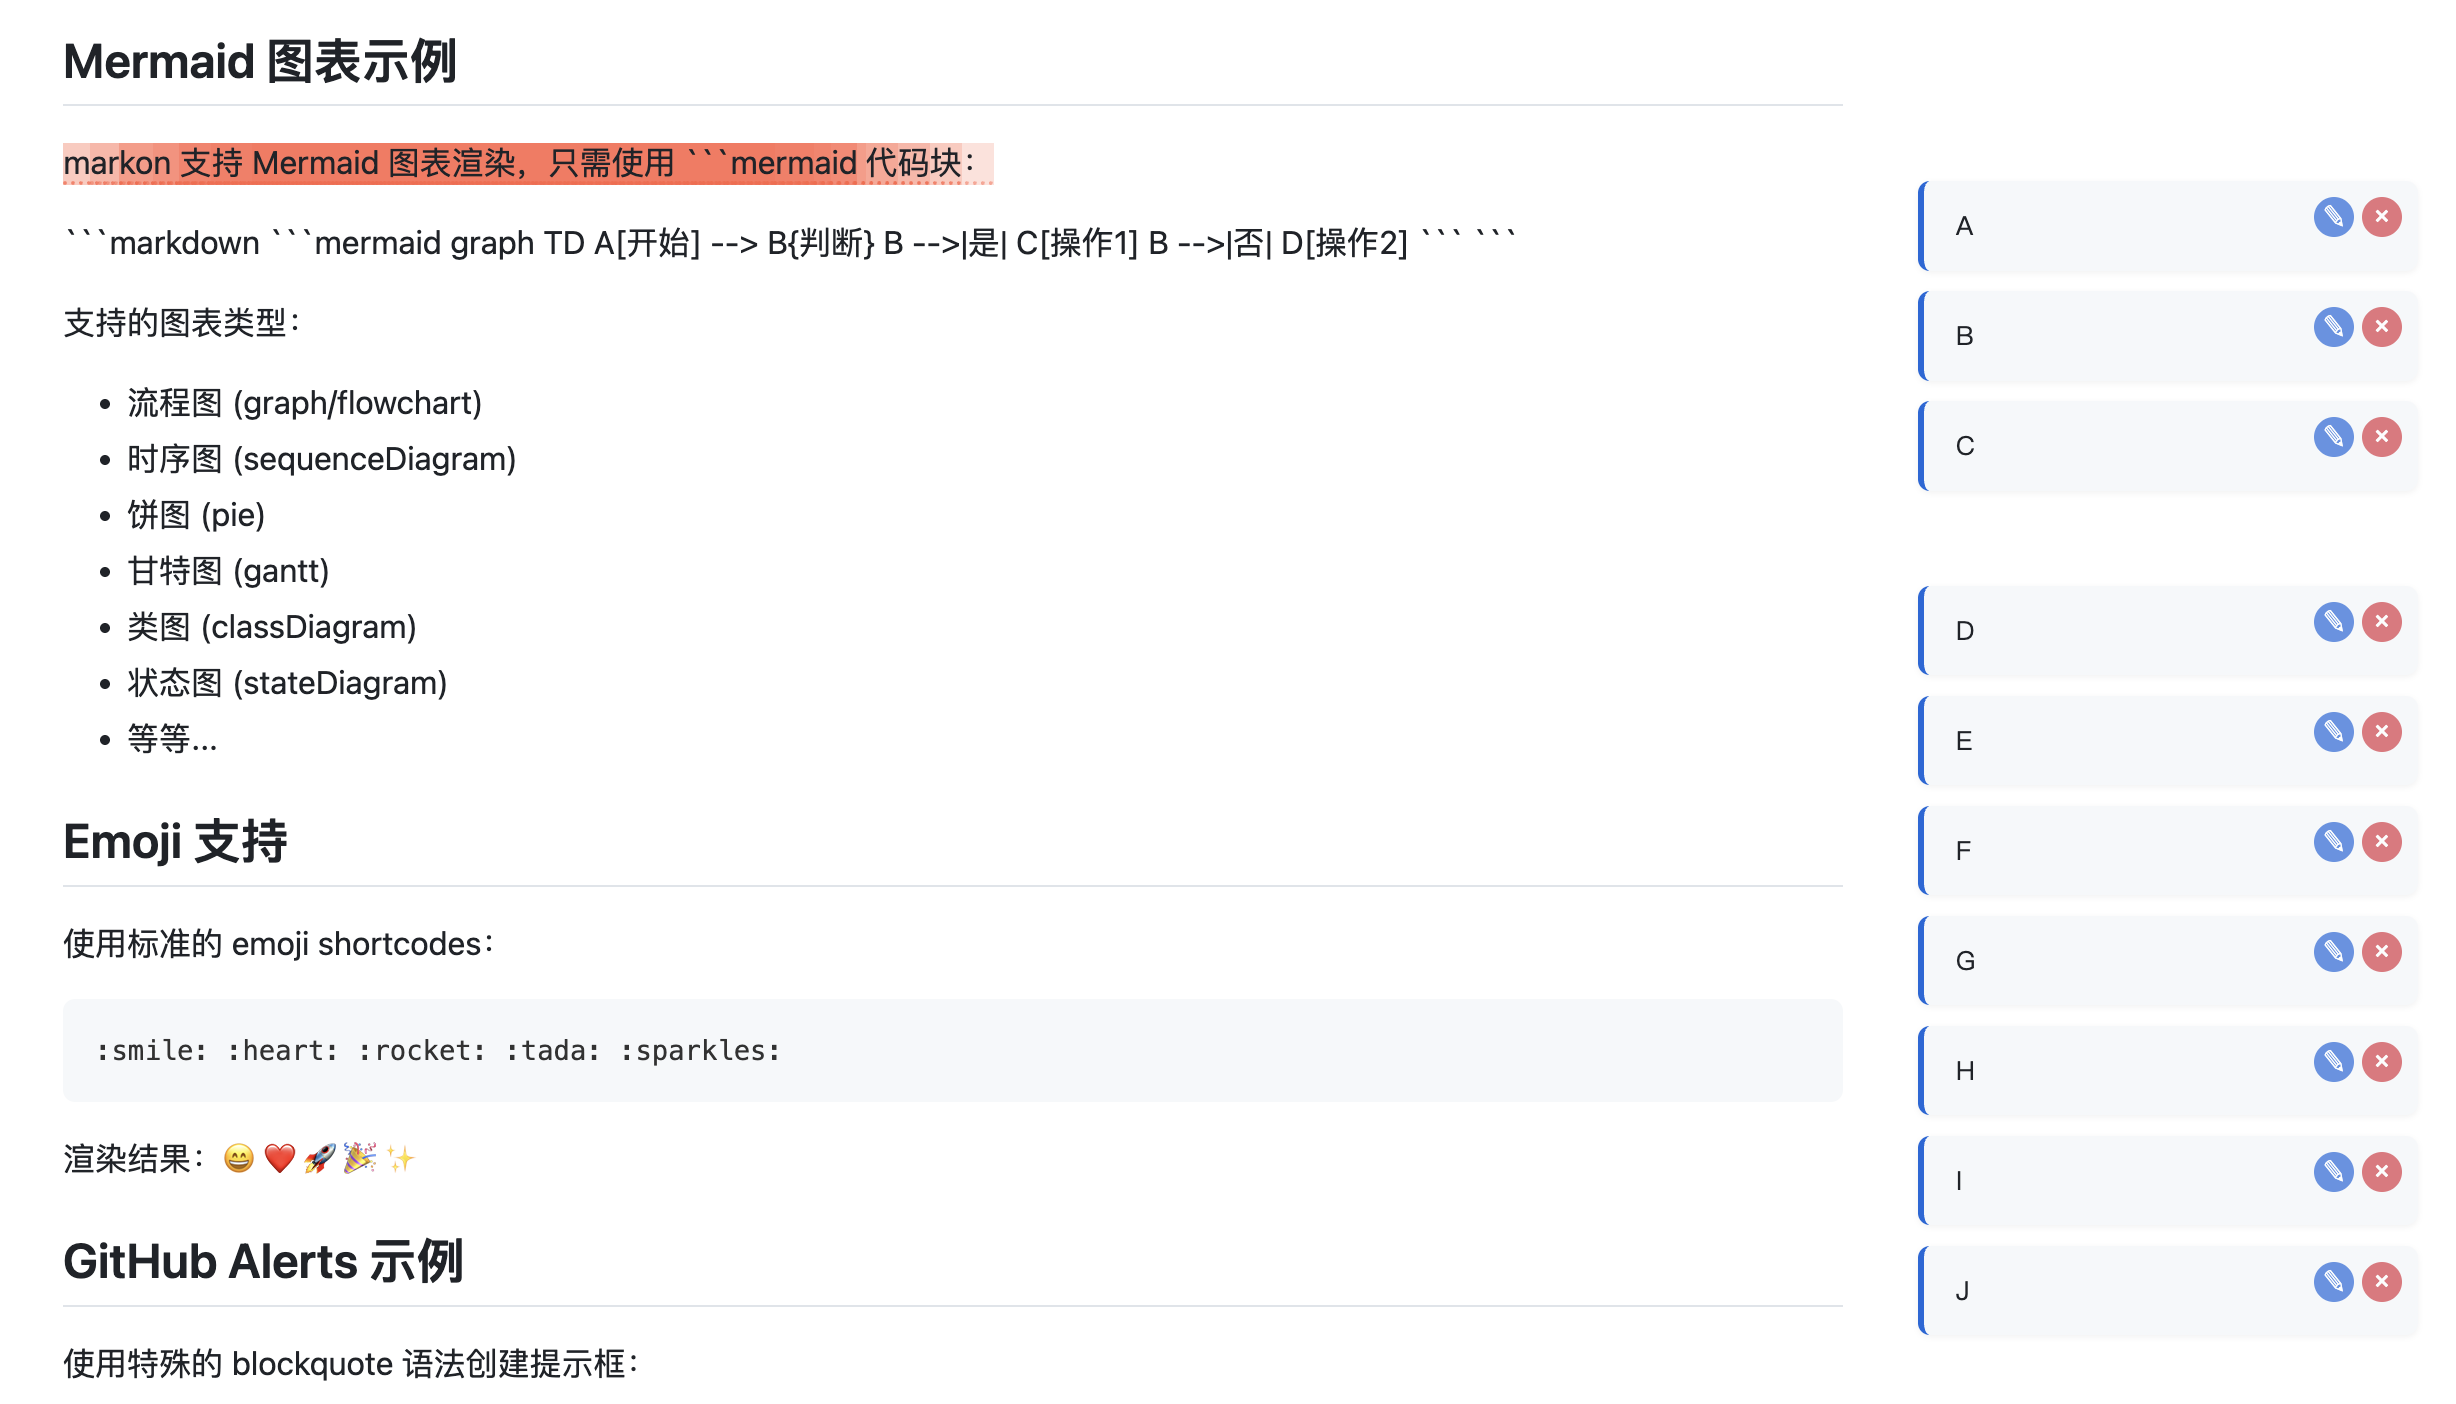 Mermaid 图表示例
markon 支持 Mermaid 图表渲染，只需使用 ```mermaid 代码块：
```markdown ```mermaid graph TD A[开始] --> B{判断} B -->|是| C[操作1] B -->|否| D[操作2] ``` ```
支持的图表类型：
• 流程图 (graph/flowchart)
• 时序图 (sequenceDiagram)
• 饼图 (pie)
• 甘特图 (gantt)
• 类图 (classDiagram)
• 状态图 (stateDiagram)
• 等等...
Emoji 支持
使用标准的 emoji shortcodes：
:smile: :heart: :rocket: :tada: :sparkles:
渲染结果：😄 ❤️ 🚀 🎉 ✨
GitHub Alerts 示例
使用特殊的 blockquote 语法创建提示框：
A
B
C
D
E
F
G
H
I
J